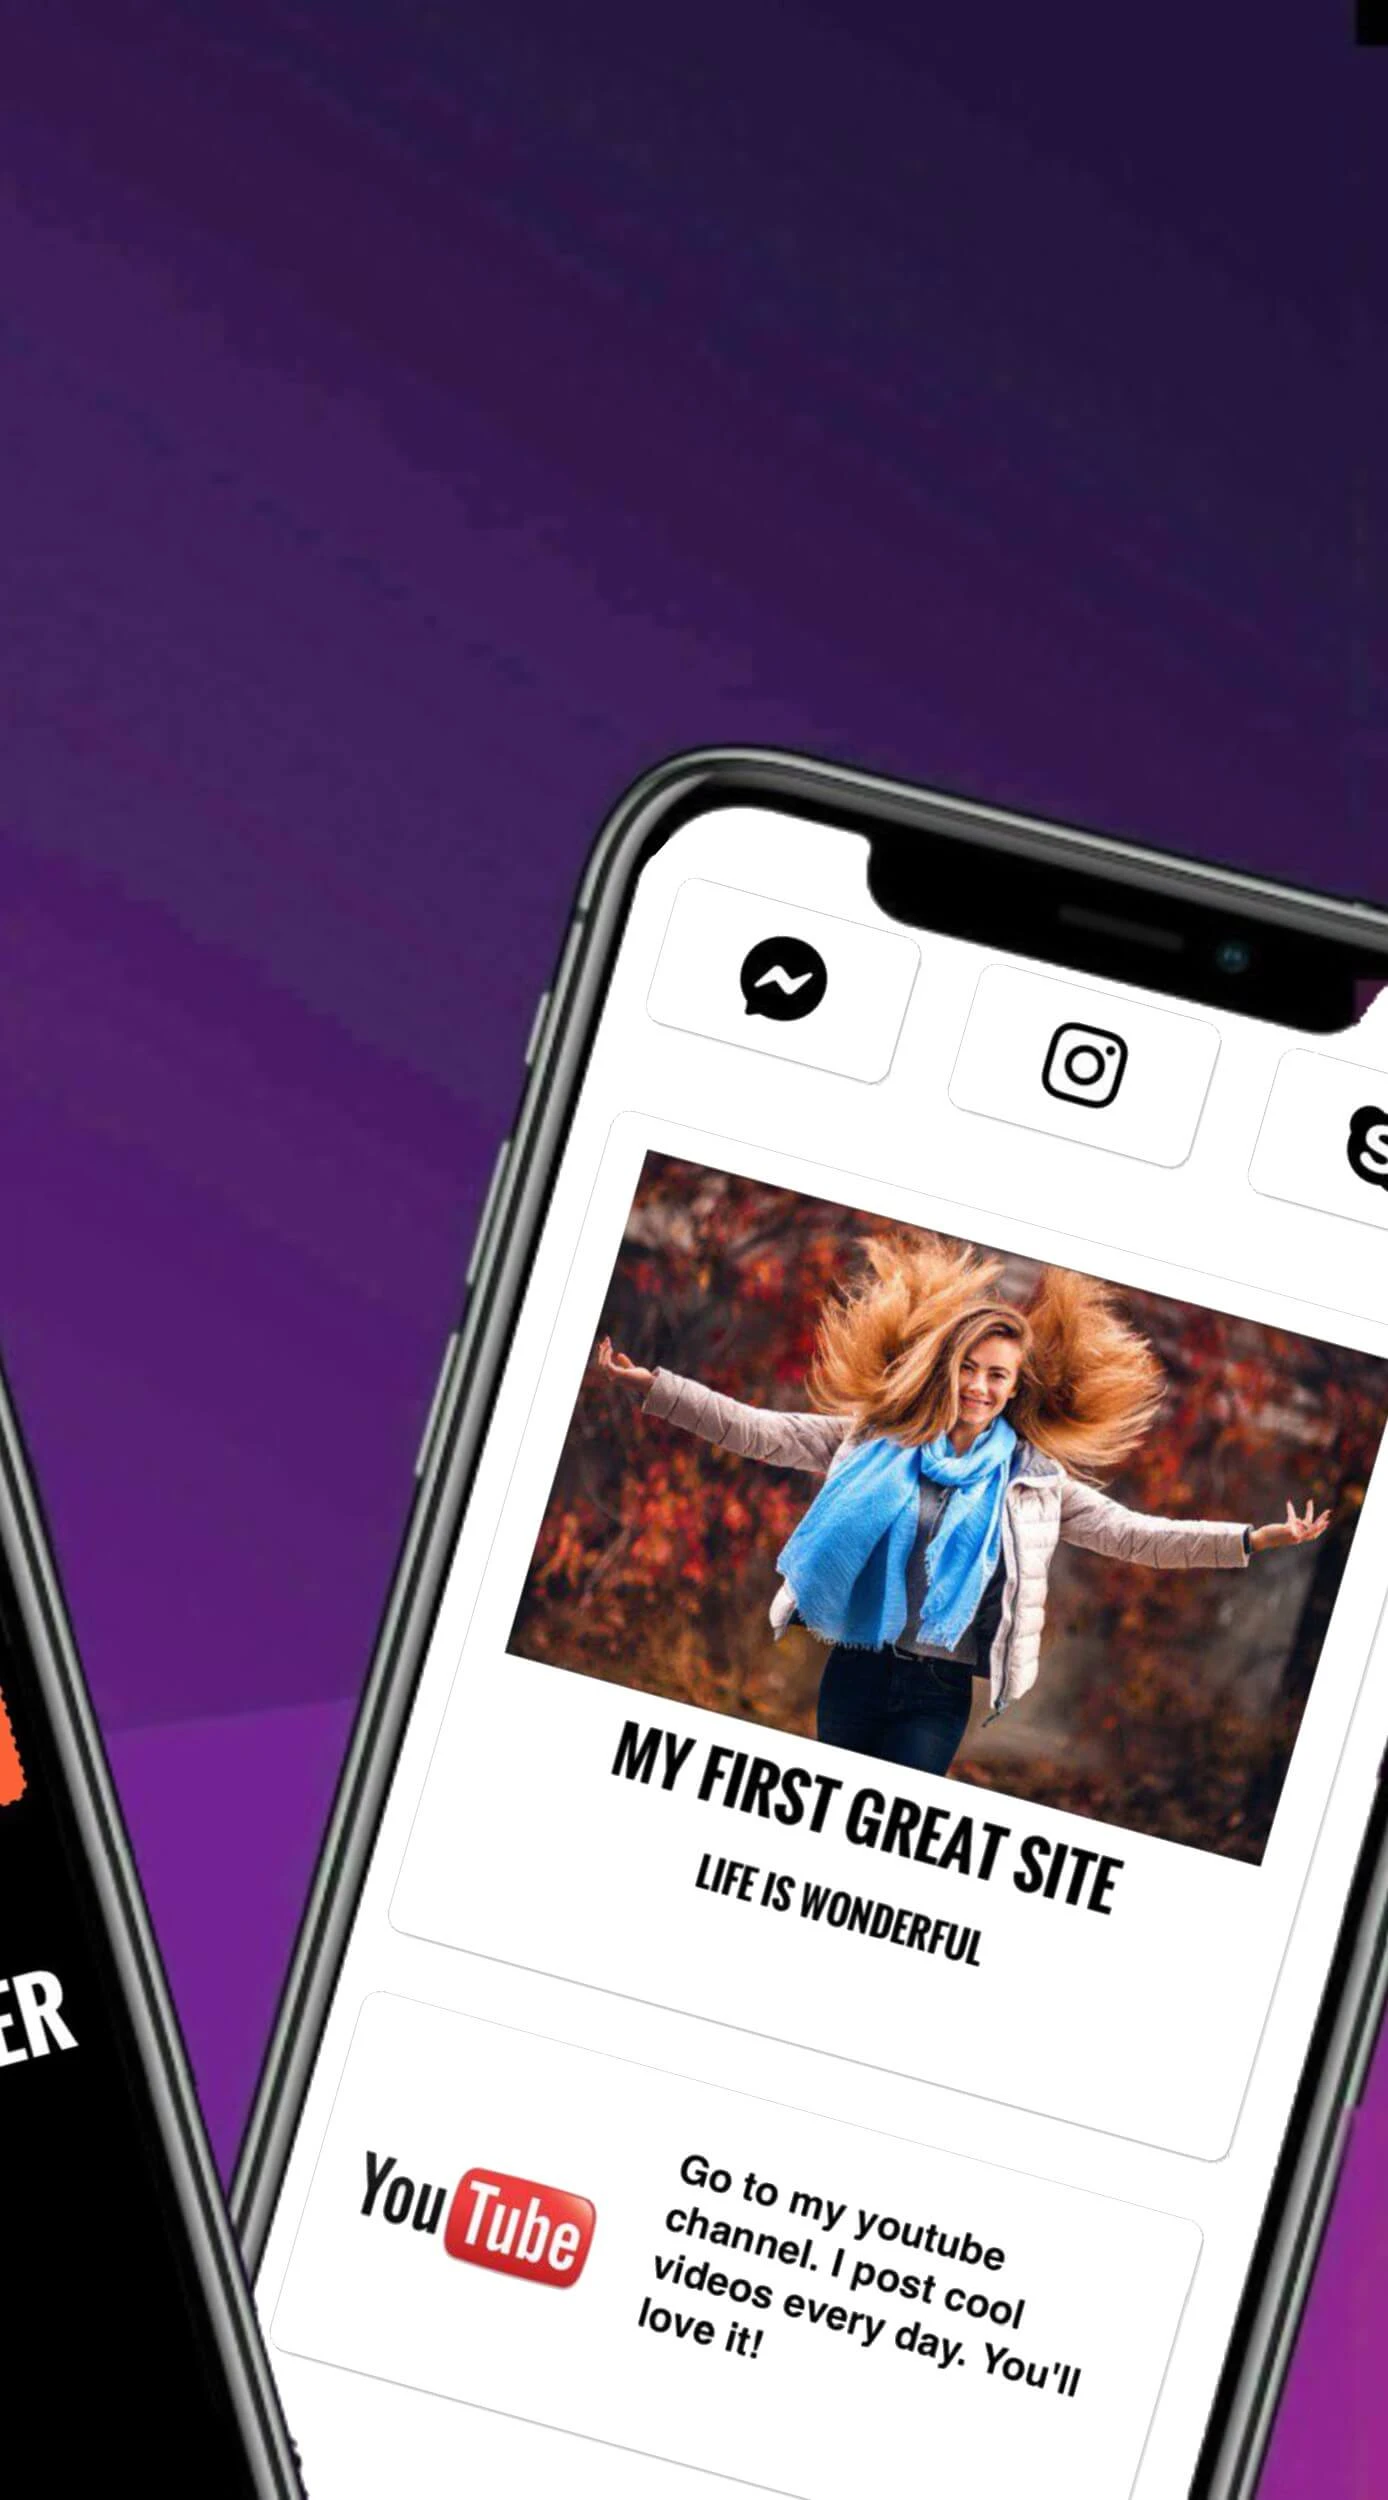 MY FIRST GREAT SITE
LIFE IS WONDERFUL
YouTube
Go to my youtube
channel. I post cool
videos every day. You'll
love it!
ER